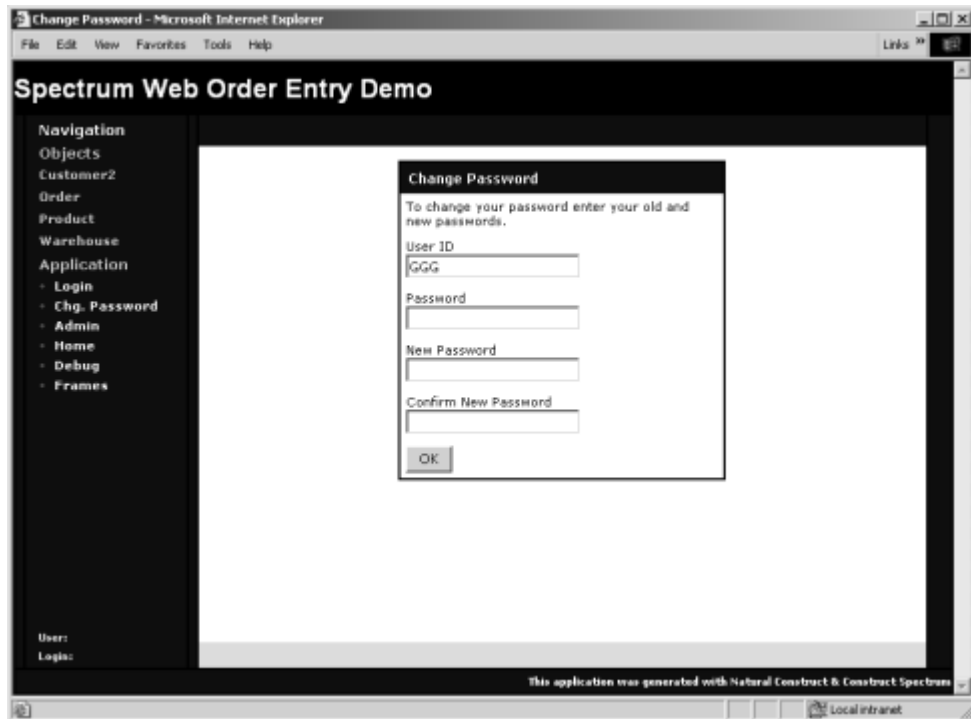 Change Password - Microsoft Internet Explorer
File Edit View Favorites Tools Help
Links »
Spectrum Web Order Entry Demo
Navigation
Objects
Customer2
Order
Product
Warehouse
Application
Login
Chg. Password
Admin
Home
Debug
Frames
Change Password
To change your password enter your old and
new passwords.
User ID
GGG
Password
New Password
Confirm New Password
OK
User:
Login:
This application was generated with Natural Construct & Construct Spectrum
Local intranet